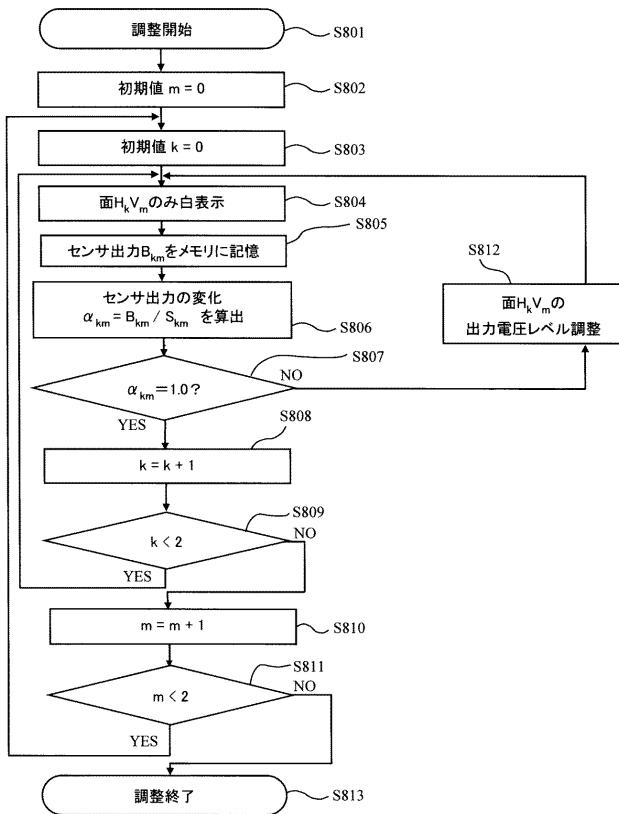 調整開始
S801
初期値 m = 0
S802
初期値 k = 0
S803
面HkVmのみ白表示
S804
センサ出力Bkmをメモリに記憶
S805
センサ出力の変化
αkm = Bkm / Skm を算出
S806
S812
面HkVmの
出力電圧レベル調整
αkm = 1.0?
S807
NO
YES
k = k + 1
S808
k < 2
S809
NO
YES
m = m + 1
S810
m < 2
S811
NO
YES
調整終了
S813